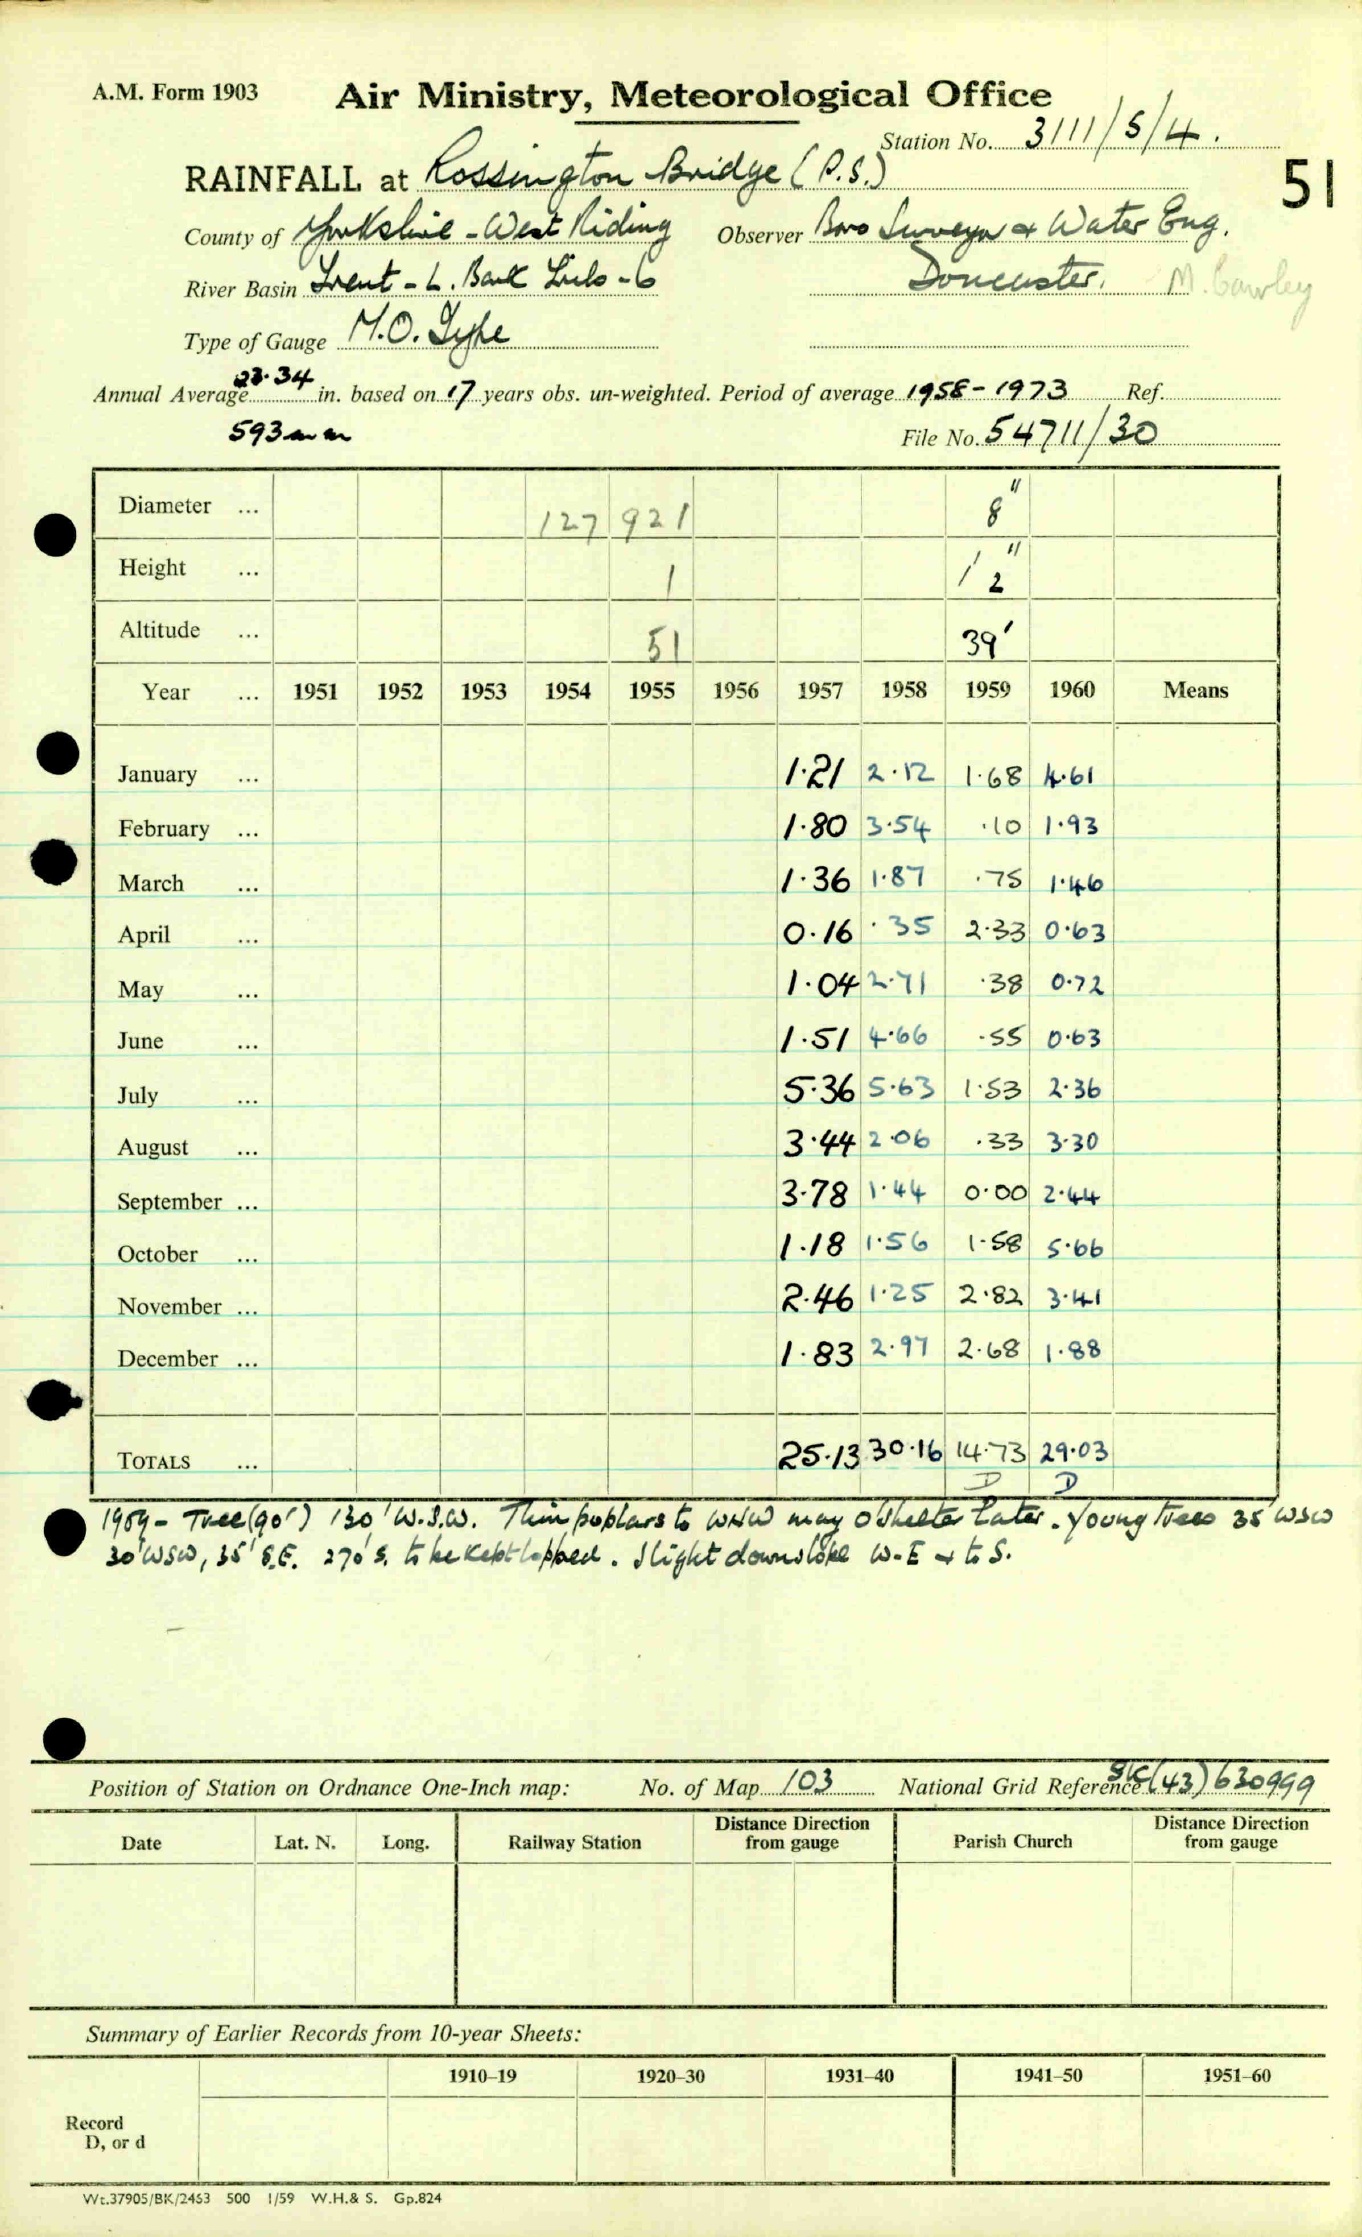 A.M. Form 1903
Air Ministry, Meteorological Office
Station No. 3111/5/4.
RAINFALL at Rossington Bridge (P.S.)
51
County of Yorkshire - West Riding Observer Boro Surveyor & Water Eng.
River Basin Trent - L. Bank Tribs - 6 Doncaster. M. Cawley
Type of Gauge M.O. Type
Annual Average 23.34 in. based on 17 years obs. un-weighted. Period of average 1958-1973 Ref.
593 mm File No. 54711/30
Diameter ... 127 921 8"
Height ... 1 1' 2"
Altitude ... 51 39'
Year ... 1951 1952 1953 1954 1955 1956 1957 1958 1959 1960 Means
January ... 1.21 2.12 1.68 4.61
February ... 1.80 3.54 .10 1.93
March ... 1.36 1.87 .75 1.46
April ... 0.16 .35 2.33 0.63
May ... 1.04 2.71 .38 0.72
June ... 1.51 4.66 .55 0.63
July ... 5.36 5.63 1.53 2.36
August ... 3.44 2.06 .33 3.30
September ... 3.78 1.44 0.00 2.44
October ... 1.18 1.56 1.58 5.66
November ... 2.46 1.25 2.82 3.41
December ... 1.83 2.97 2.68 1.88
TOTALS ... 25.13 30.16 14.73 29.03
D D
Tree (90') 130' W.S.W. Thin poplars to WNW may o'shelter later. Young trees 35' WSW
30' WSW, 35' S.E. 270' S. to be kept lopped. Slight downslope W-E & to S.
Position of Station on Ordnance One-Inch map: No. of Map 103 National Grid Reference SK(43)630999
Date Lat. N. Long. Railway Station Distance Direction from gauge Parish Church Distance Direction from gauge
Summary of Earlier Records from 10-year Sheets:
1910–19 1920–30 1931–40 1941–50 1951–60
Record
D, or d
Wt.37905/BK/2463 500 1/59 W.H.& S. Gp.824